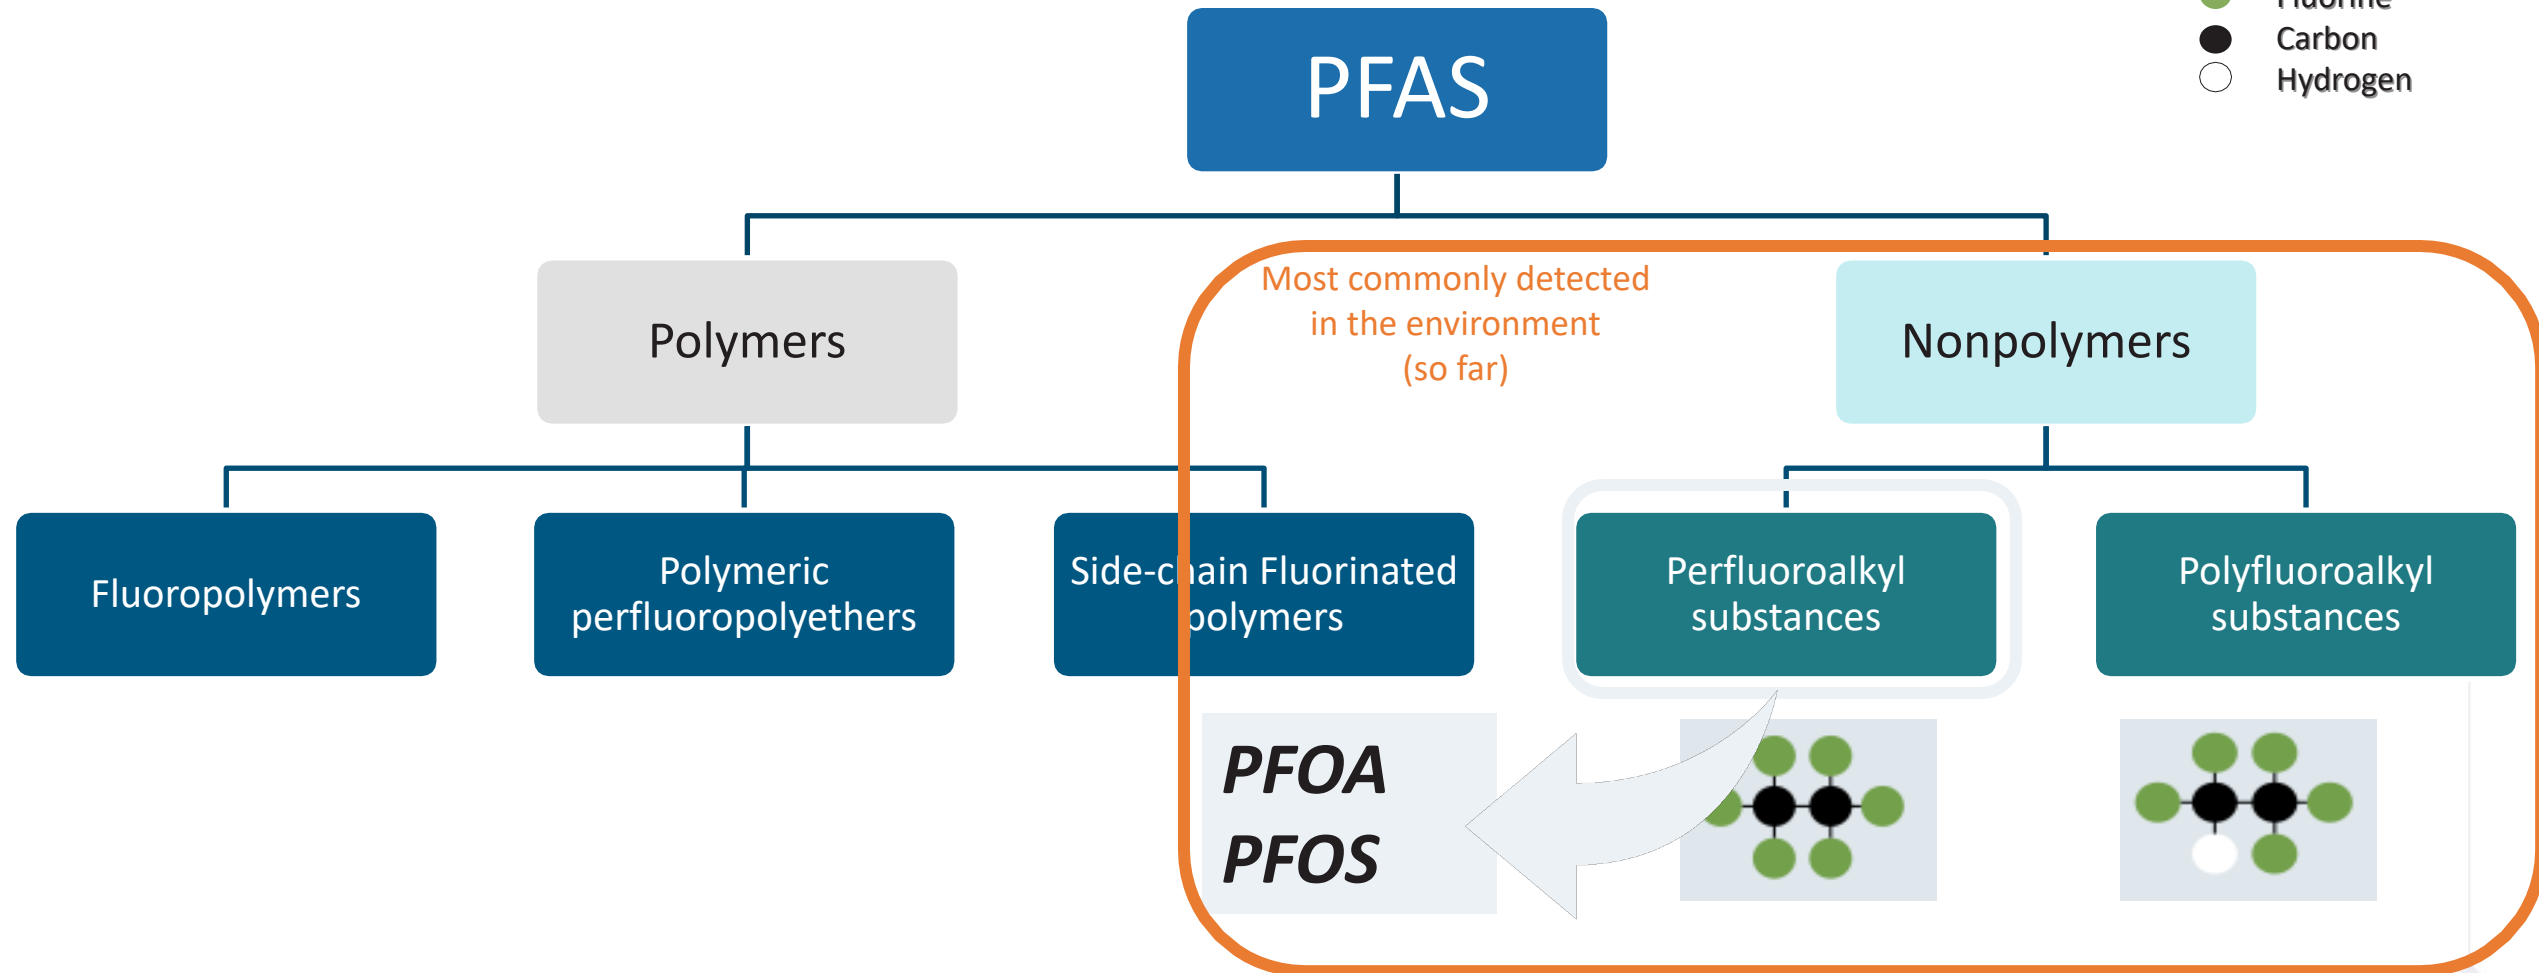 Fluorine
Carbon
Hydrogen
PFAS
Most commonly detected
in the environment
(so far)
Polymers
Nonpolymers
Fluoropolymers
Polymeric
perfluoropolyethers
Side-chain Fluorinated
polymers
Perfluoroalkyl
substances
Polyfluoroalkyl
substances
PFOA
PFOS